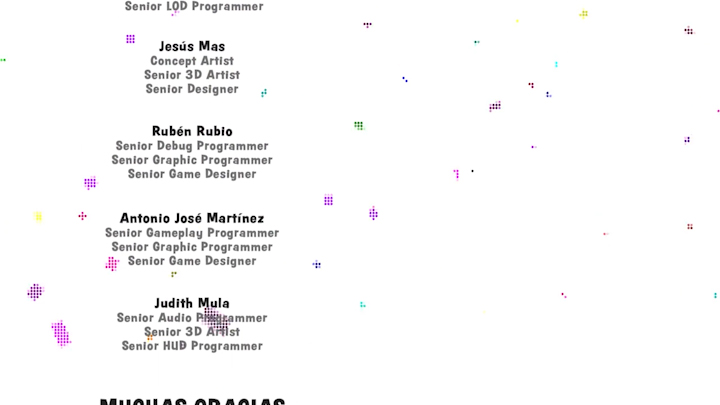 Senior LOD Programmer
Jesús Mas
Concept Artist
Senior 3D Artist
Senior Designer
Rubén Rubio
Senior Debug Programmer
Senior Graphic Programmer
Senior Game Designer
Antonio José Martínez
Senior Gameplay Programmer
Senior Graphic Programmer
Senior Game Designer
Judith Mula
Senior Audio Programmer
Senior 3D Artist
Senior HUD Programmer
MUCHAS GRACIAS